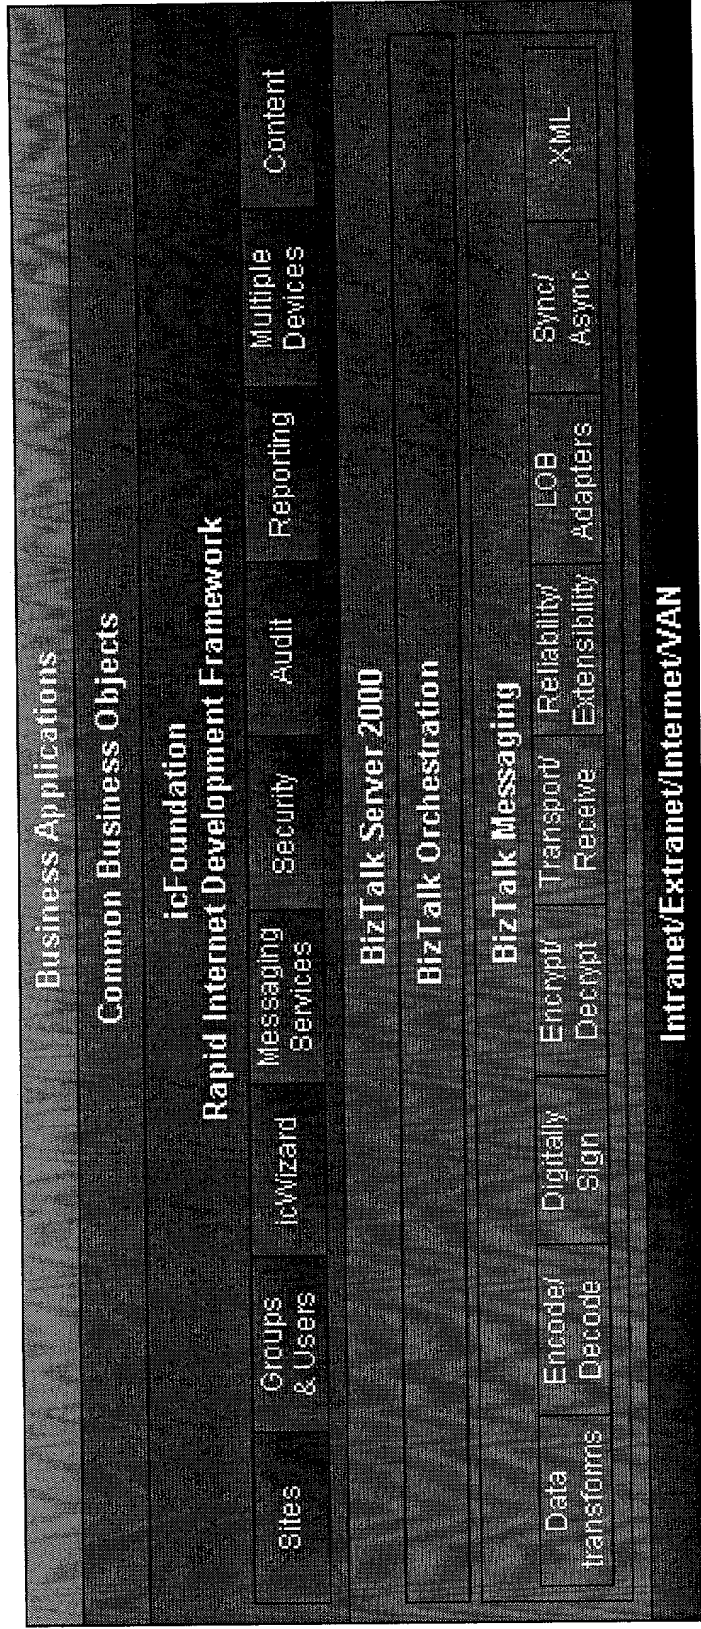 Business Applications
Common Business Objects
icFoundation
Rapid Internet Development Framework
Sites
Groups
& Users
icWizard
Messaging
Services
Security
Audit
Reporting
Multiple
Devices
Content
BizTalk Server 2000
BizTalk Orchestration
BizTalk Messaging
Data
transforms
Encode/
Decode
Digitally
Sign
Encrypt/
Decrypt
Transport/
Receive
Reliability/
Extensibility
LOB
Adapters
Sync/
Async
XML
Intranet/Extranet/Internet/VAN